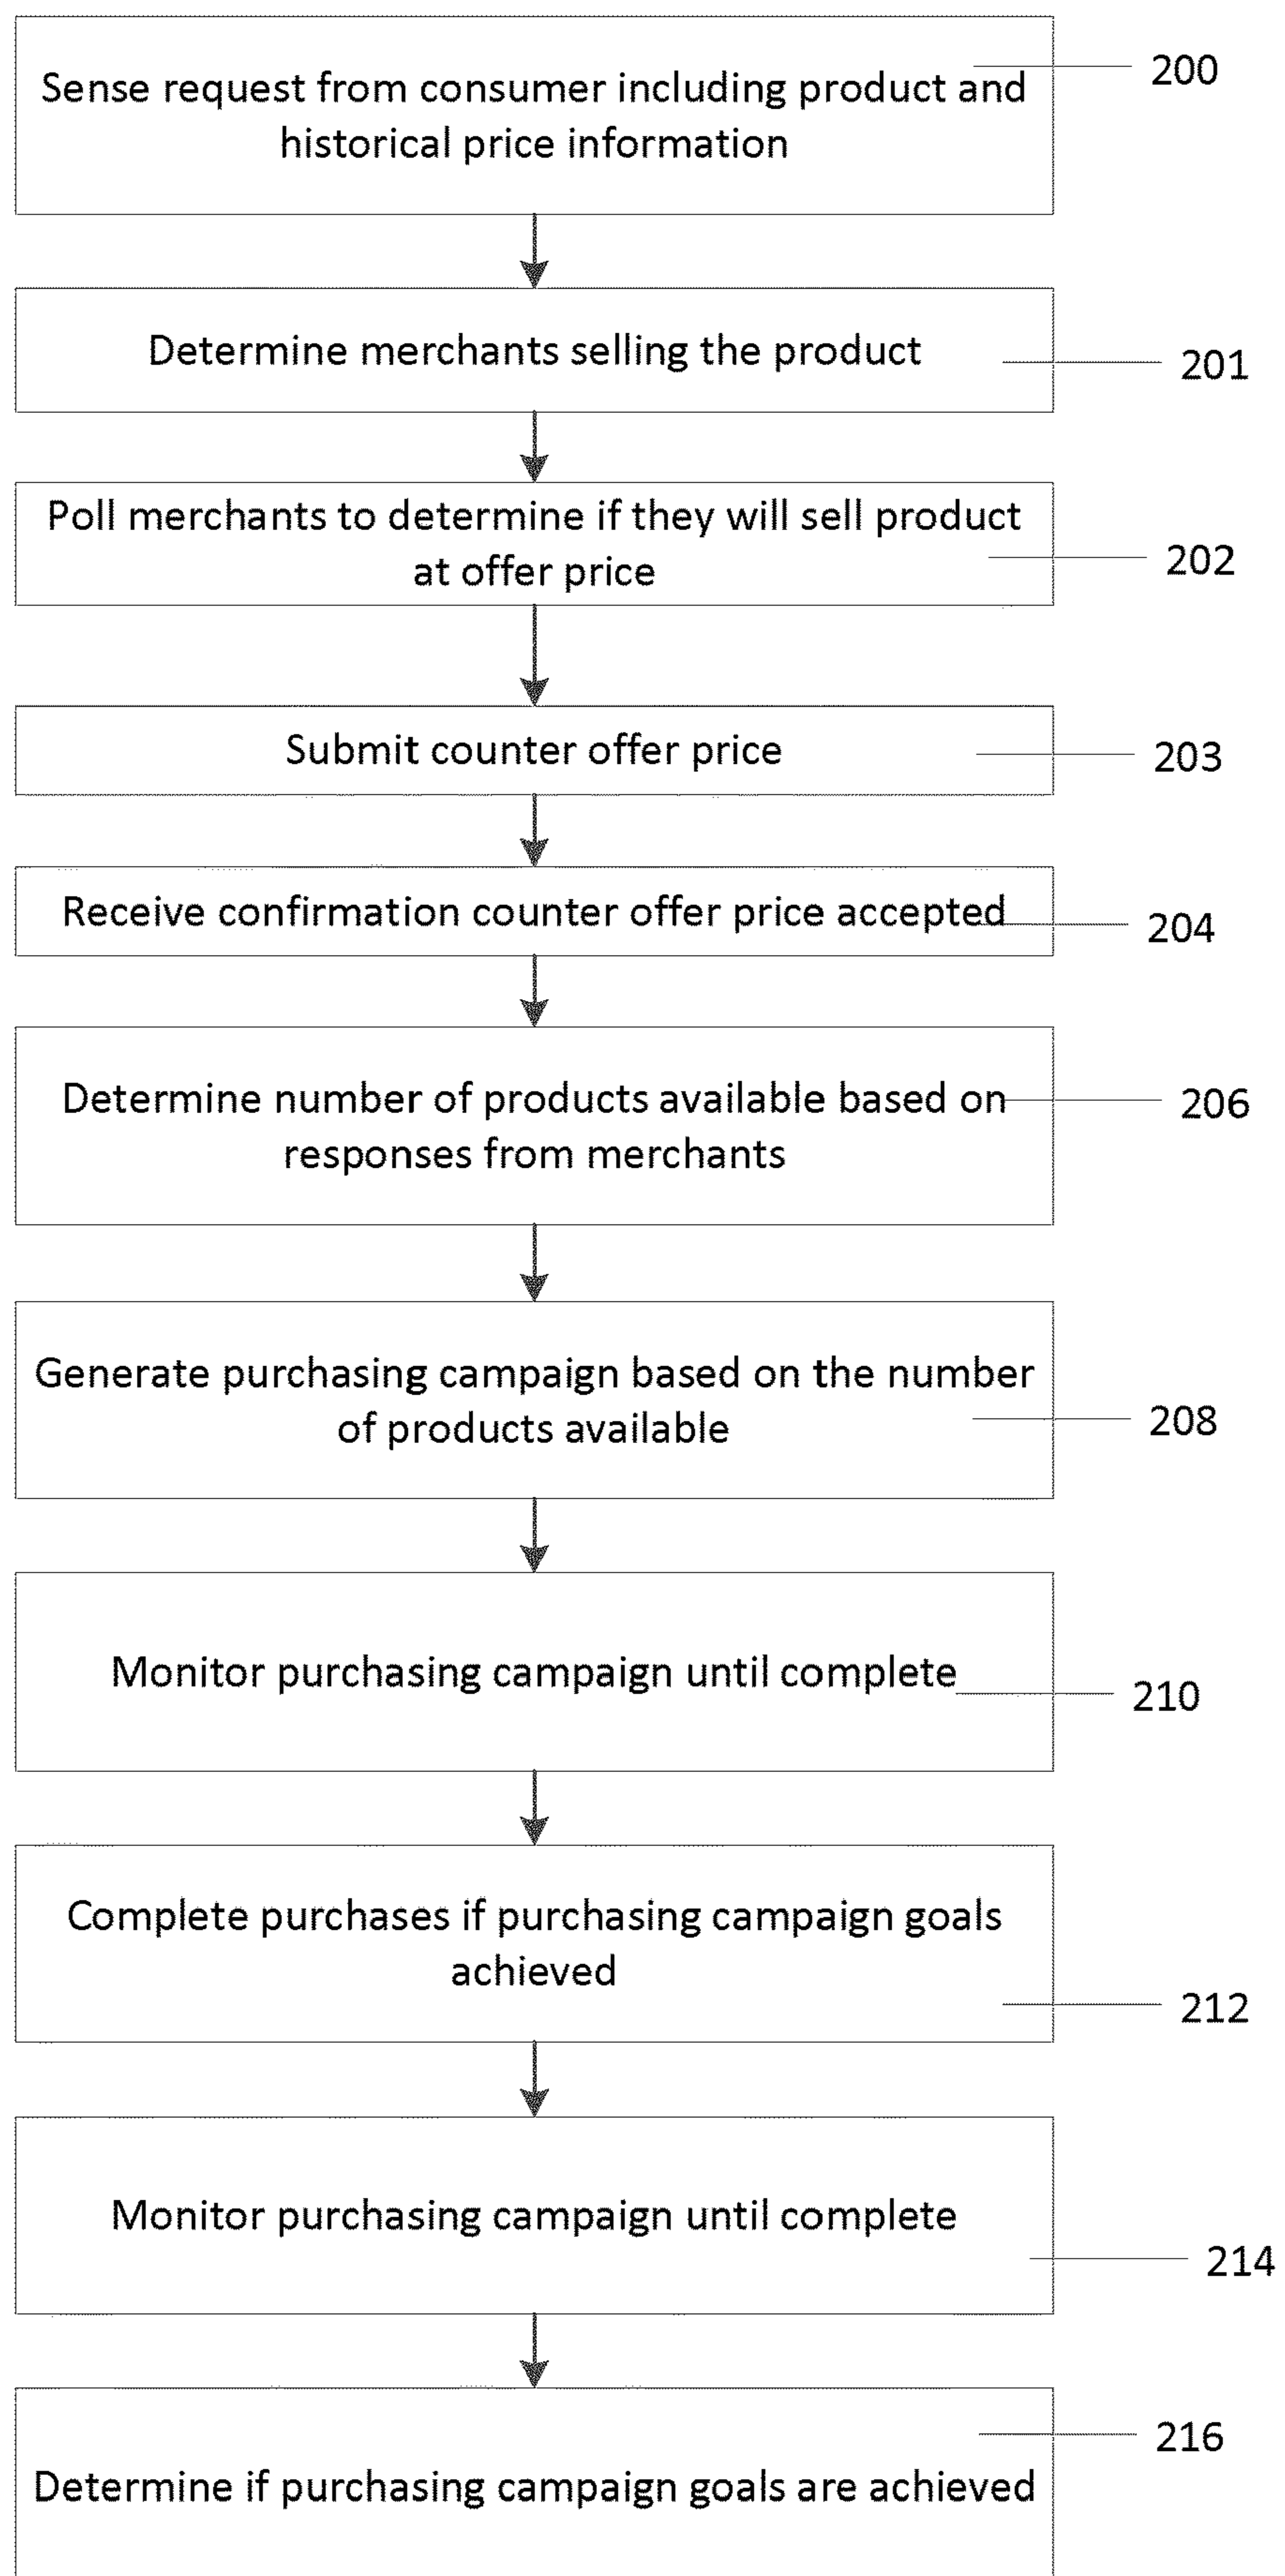 Sense request from consumer including product and
historical price information
200
Determine merchants selling the product
201
Poll merchants to determine if they will sell product
at offer price
202
Submit counter offer price
203
Receive confirmation counter offer price accepted
204
Determine number of products available based on
responses from merchants
206
Generate purchasing campaign based on the number
of products available
208
Monitor purchasing campaign until complete
210
Complete purchases if purchasing campaign goals
achieved
212
Monitor purchasing campaign until complete
214
216
Determine if purchasing campaign goals are achieved